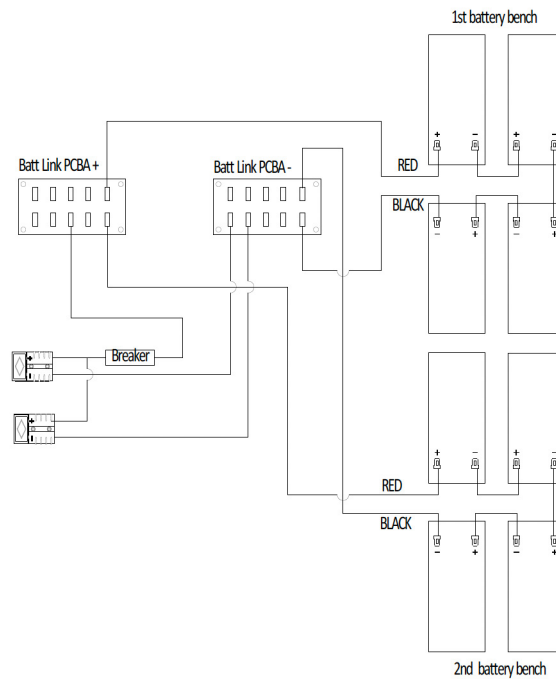 1st battery bench
+ - +
Batt Link PCBA +
Batt Link PCBA -
RED
BLACK
- + - +
Breaker
+
-
+
-
+ - +
RED
BLACK
- + - +
2nd battery bench